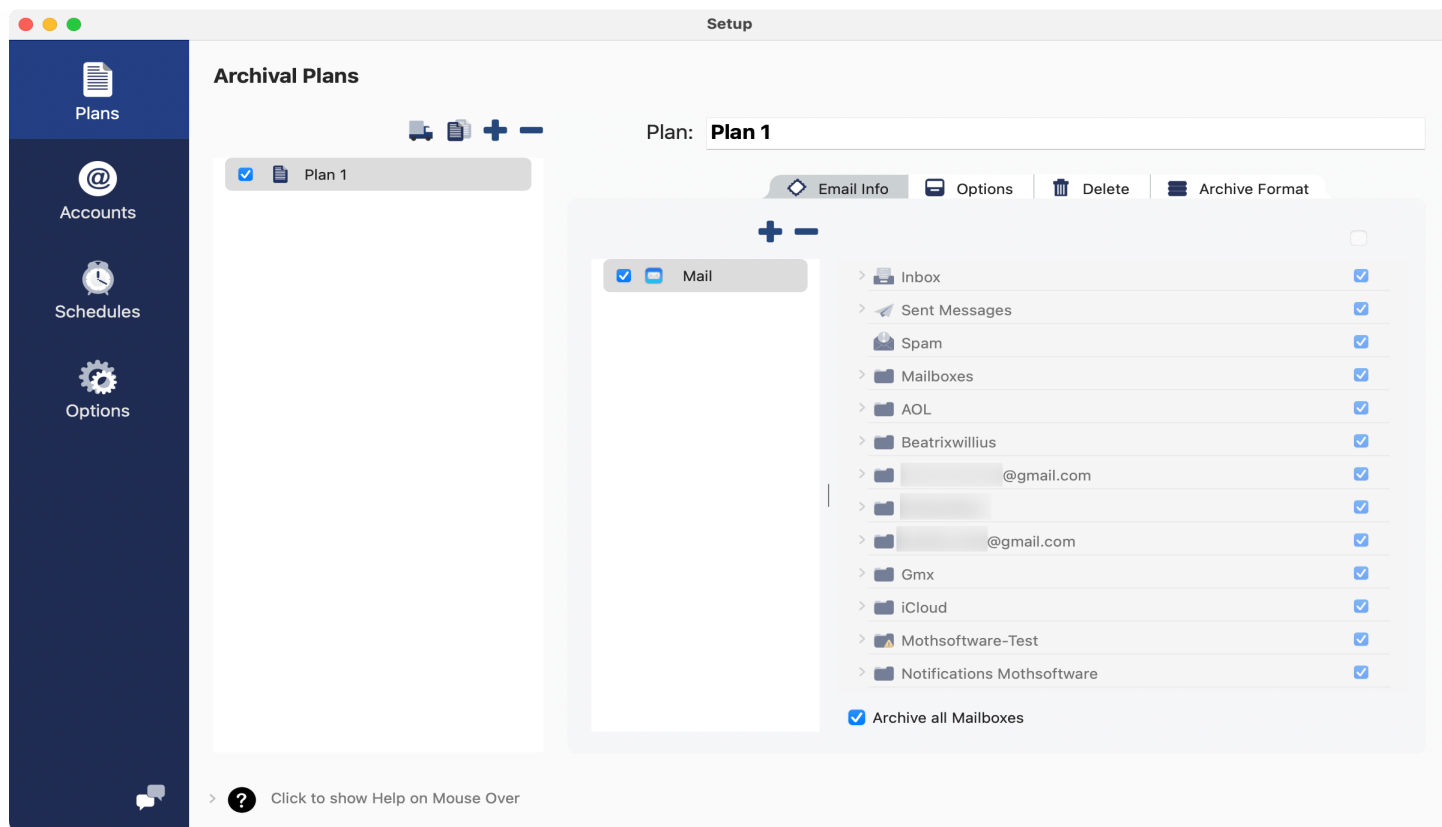 Setup
Plans
Accounts
Schedules
Options
Archival Plans
Plan 1
Plan: Plan 1
Email Info
Options
Delete
Archive Format
Mail
Inbox
Sent Messages
Spam
Mailboxes
AOL
Beatrixwillius
@gmail.com
@gmail.com
Gmx
iCloud
Mothsoftware-Test
Notifications Mothsoftware
Archive all Mailboxes
? Click to show Help on Mouse Over